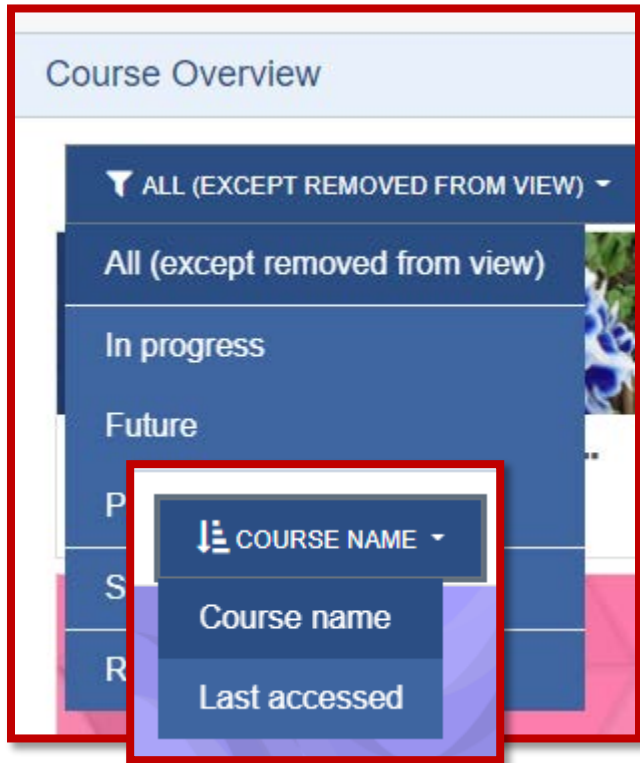 Course Overview
ALL (EXCEPT REMOVED FROM VIEW)
All (except removed from view)
In progress
Future
P
S
R
COURSE NAME
Course name
Last accessed